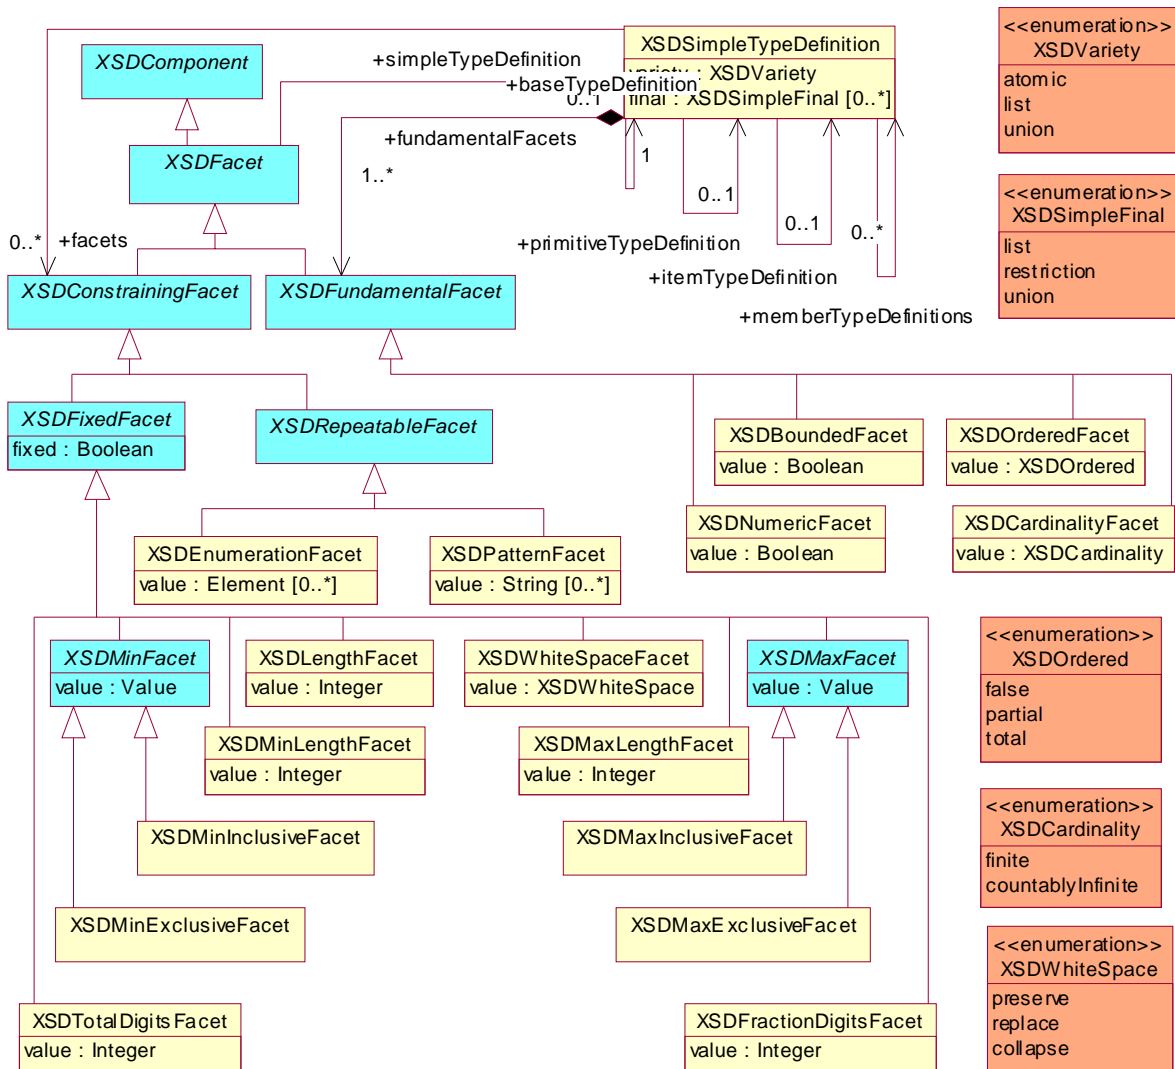 XSDComponent
XSDSimpleTypeDefinition
variety : XSDVariety
final : XSDSimpleFinal [0..*]
+simpleTypeDefinition
+baseTypeDefinition
0..1
+fundamentalFacets
1..*
1
0..1
0..1
0..*
+primitiveTypeDefinition
+itemTypeDefinition
+memberTypeDefinitions
XSDFacet
0..*
+facets
XSDConstrainingFacet
XSDFundamentalFacet
<<enumeration>>
XSDVariety
atomic
list
union
<<enumeration>>
XSDSimpleFinal
list
restriction
union
XSDFixedFacet
fixed : Boolean
XSDRepeatableFacet
XSDBoundedFacet
value : Boolean
XSDOrderedFacet
value : XSDOrdered
XSDNumericFacet
value : Boolean
XSDCardinalityFacet
value : XSDCardinality
XSDEnumerationFacet
value : Element [0..*]
XSDPatternFacet
value : String [0..*]
XSDMinFacet
value : Value
XSDLengthFacet
value : Integer
XSDWhiteSpaceFacet
value : XSDWhiteSpace
XSDMaxFacet
value : Value
<<enumeration>>
XSDOrdered
false
partial
total
XSDMinLengthFacet
value : Integer
XSDMaxLengthFacet
value : Integer
XSDMinInclusiveFacet
XSDMaxInclusiveFacet
<<enumeration>>
XSDCardinality
finite
countablyInfinite
XSDMinExclusiveFacet
XSDMaxExclusiveFacet
<<enumeration>>
XSDWhiteSpace
preserve
replace
collapse
XSDTotalDigitsFacet
value : Integer
XSDFractionDigitsFacet
value : Integer